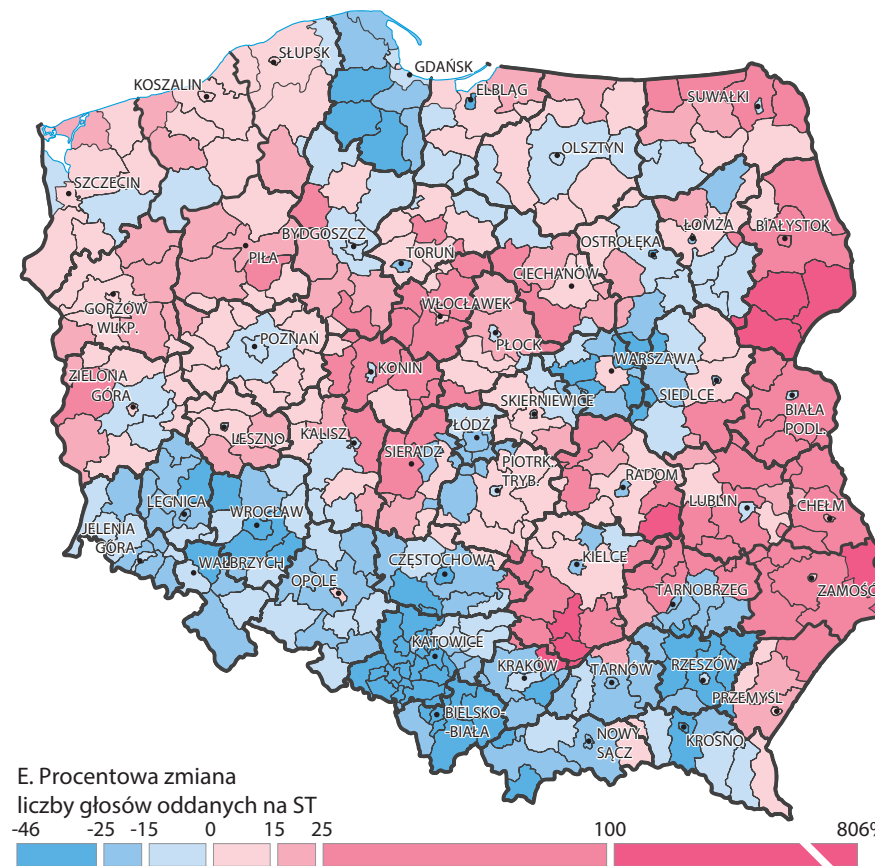 SŁUPSK
GDAŃSK
KOSZALIN
ELBLĄG
SUWAŁKI
OLSZTYN
SZCZECIN
BYDGOSZCZ
OSTROŁĘKA
ŁOMŻA
BIAŁYSTOK
PIŁA
TORUŃ
CIECHANÓW
GORZÓW
WLKP.
WŁOCŁAWEK
POZNAŃ
PŁOCK
WARSZAWA
ZIELONA
GÓRA
KONIN
SKIERNIEWICE
SIEDLCE
BIAŁA
PODL.
LESZNO
KALISZ
ŁÓDŹ
SIERADZ
PIOTRK.
TRYB.
RADOM
LUBLIN
CHEŁM
LEGNICA
WROCŁAW
JELENIA
GÓRA
WAŁBRZYCH
CZĘSTOCHOWA
KIELCE
OPOLE
TARNOBRZEG
ZAMOŚĆ
KATOWICE
KRAKÓW
TARNÓW
RZESZÓW
PRZEMYŚL
BIELSKO-
-BIAŁA
NOWY
SĄCZ
KROSNO
E. Procentowa zmiana
liczby głosów oddanych na ST
-46 -25 -15 0 15 25 100 806%